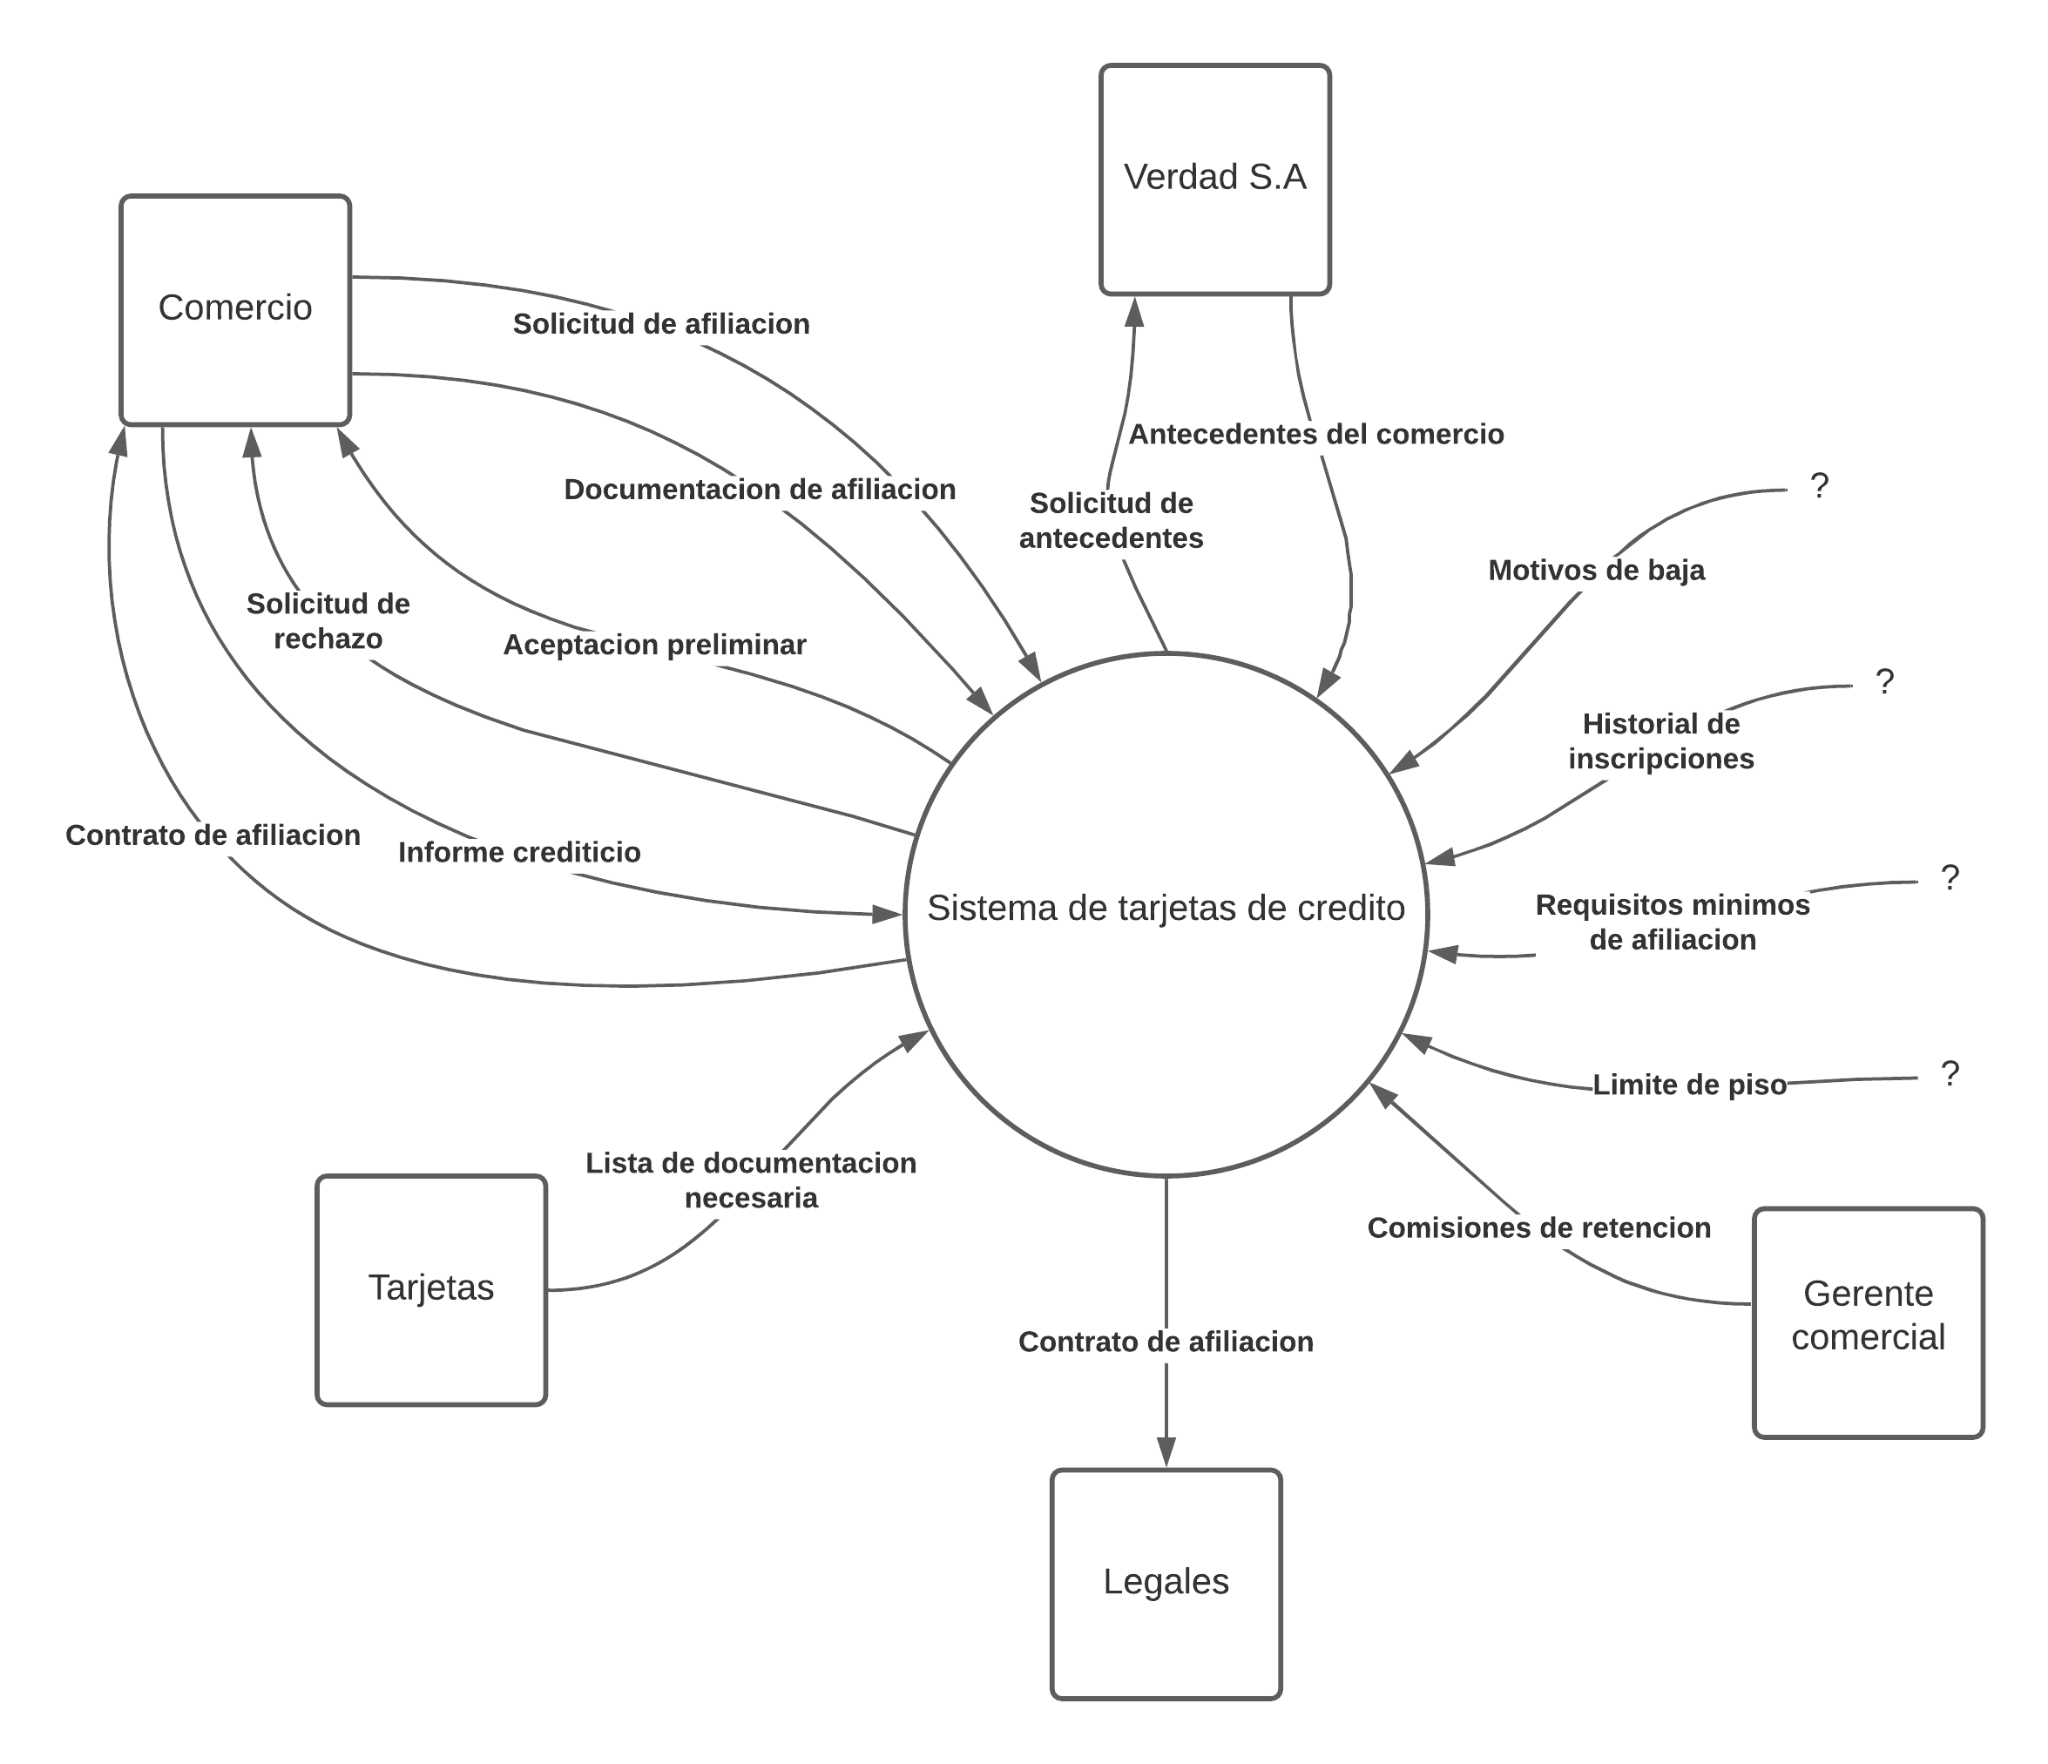 Verdad S.A
Comercio
Solicitud de afiliacion
Antecedentes del comercio
Documentacion de afiliacion
?
Solicitud de
antecedentes
Motivos de baja
Solicitud de
rechazo
Aceptacion preliminar
?
Historial de
inscripciones
Contrato de afiliacion
Informe crediticio
?
Requisitos minimos
de afiliacion
Sistema de tarjetas de credito
?
Limite de piso
Lista de documentacion
necesaria
Comisiones de retencion
Tarjetas
Gerente
comercial
Contrato de afiliacion
Legales